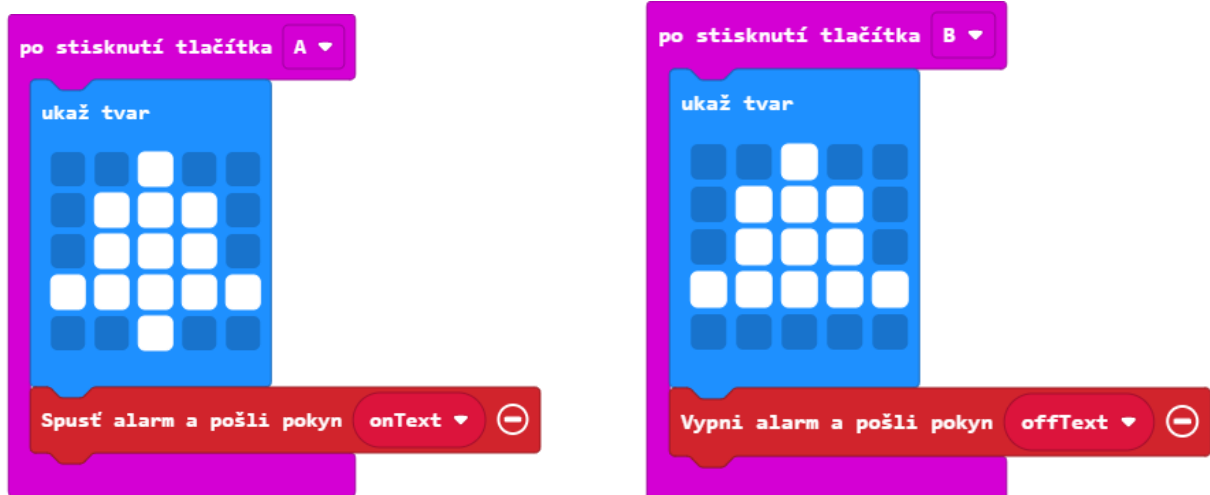 po stisknutí tlačítka A
ukaž tvar
Spusť alarm a pošli pokyn onText
po stisknutí tlačítka B
ukaž tvar
Vypni alarm a pošli pokyn offText